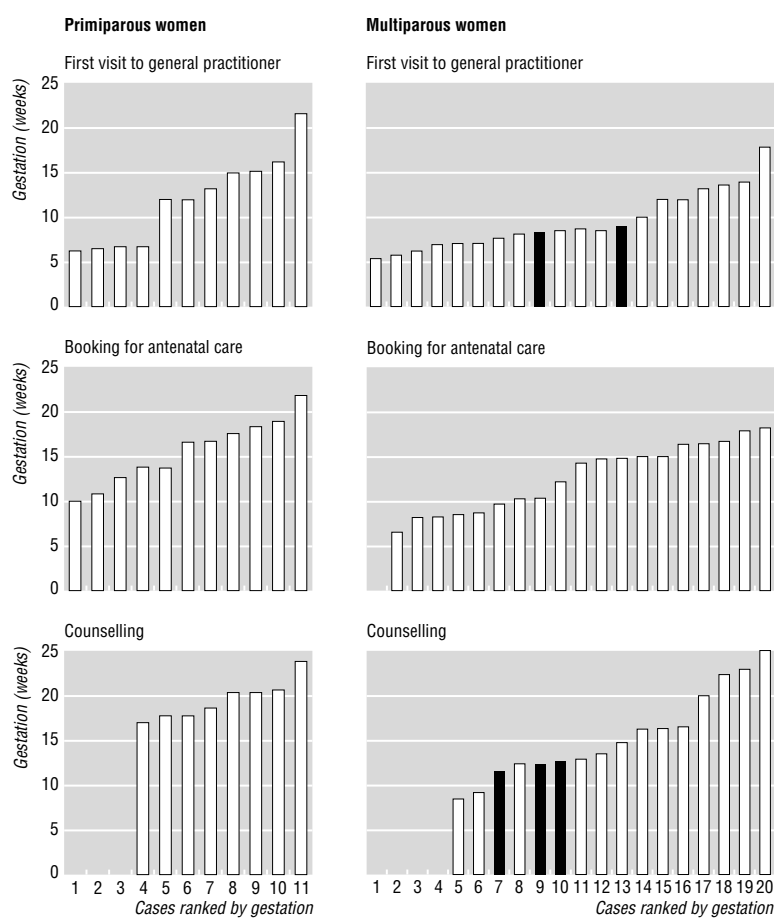 Primiparous women
Multiparous women
First visit to general practitioner
First visit to general practitioner
Gestation (weeks)
25
20
15
10
5
0
Booking for antenatal care
Booking for antenatal care
Gestation (weeks)
25
20
15
10
5
0
Counselling
Counselling
Gestation (weeks)
25
20
15
10
5
0
1 2 3 4 5 6 7 8 9 10 11
1 2 3 4 5 6 7 8 9 10 11 12 13 14 15 16 17 18 19 20
Cases ranked by gestation
Cases ranked by gestation